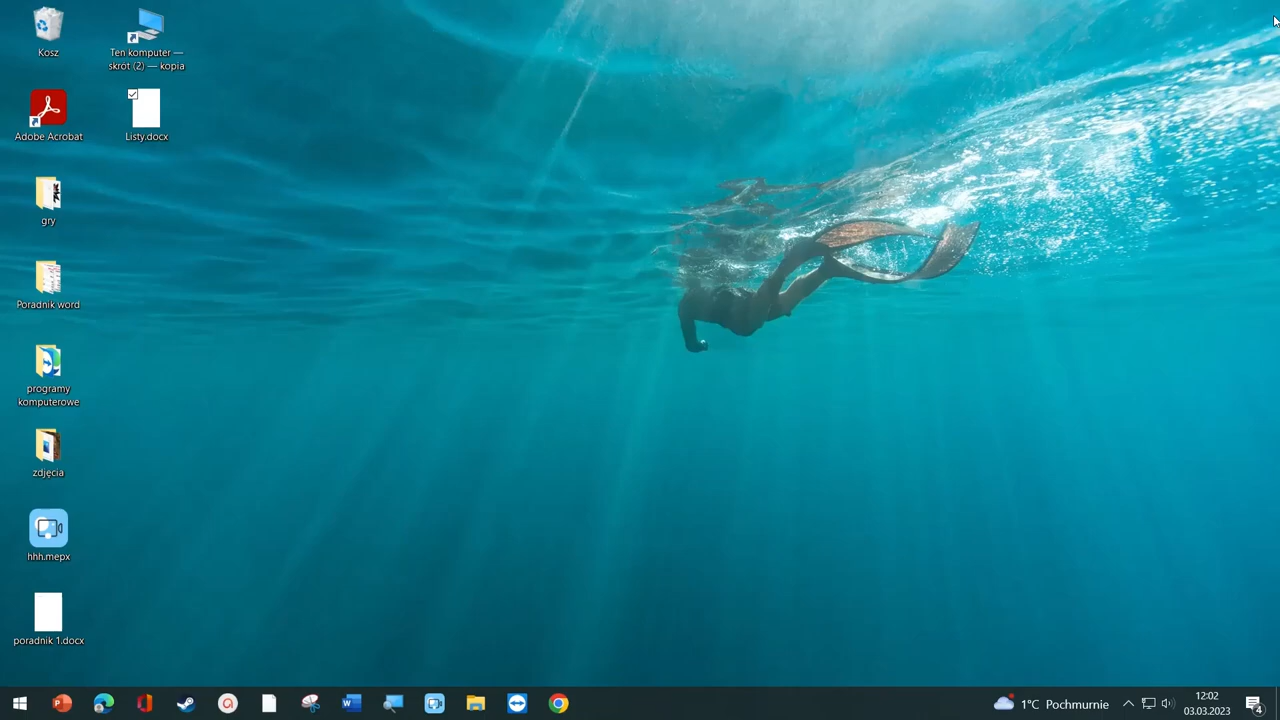 Kosz
Ten komputer —
skrót (2) — kopia
Adobe Acrobat
Listy.docx
gry
Poradnik word
programy
komputerowe
zdjęcia
hhh.mepx
poradnik 1.docx
1°C Pochmurnie
12:02
03.03.2023
4